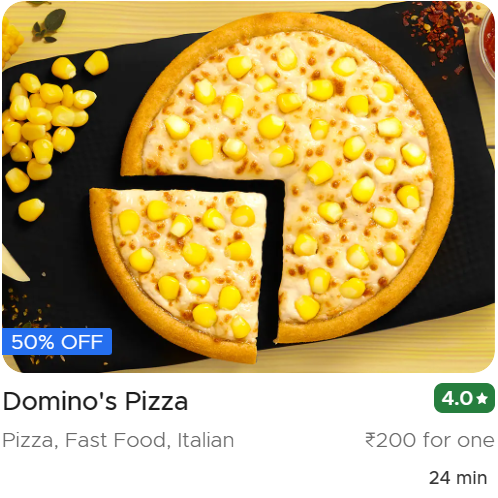 50% OFF
Domino's Pizza 4.0★
Pizza, Fast Food, Italian ₹200 for one
24 min